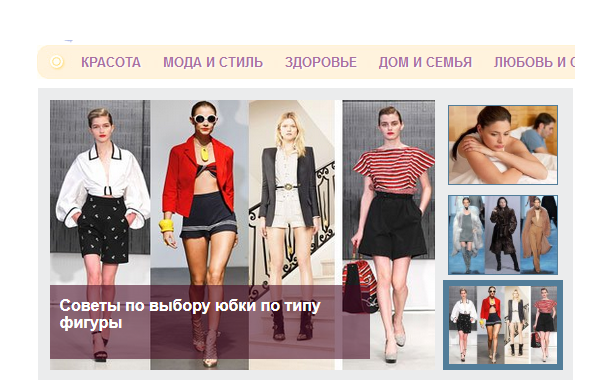 КРАСОТА МОДА И СТИЛЬ ЗДОРОВЬЕ ДОМ И СЕМЬЯ ЛЮБОВЬ И
Советы по выбору юбки по типу
фигуры